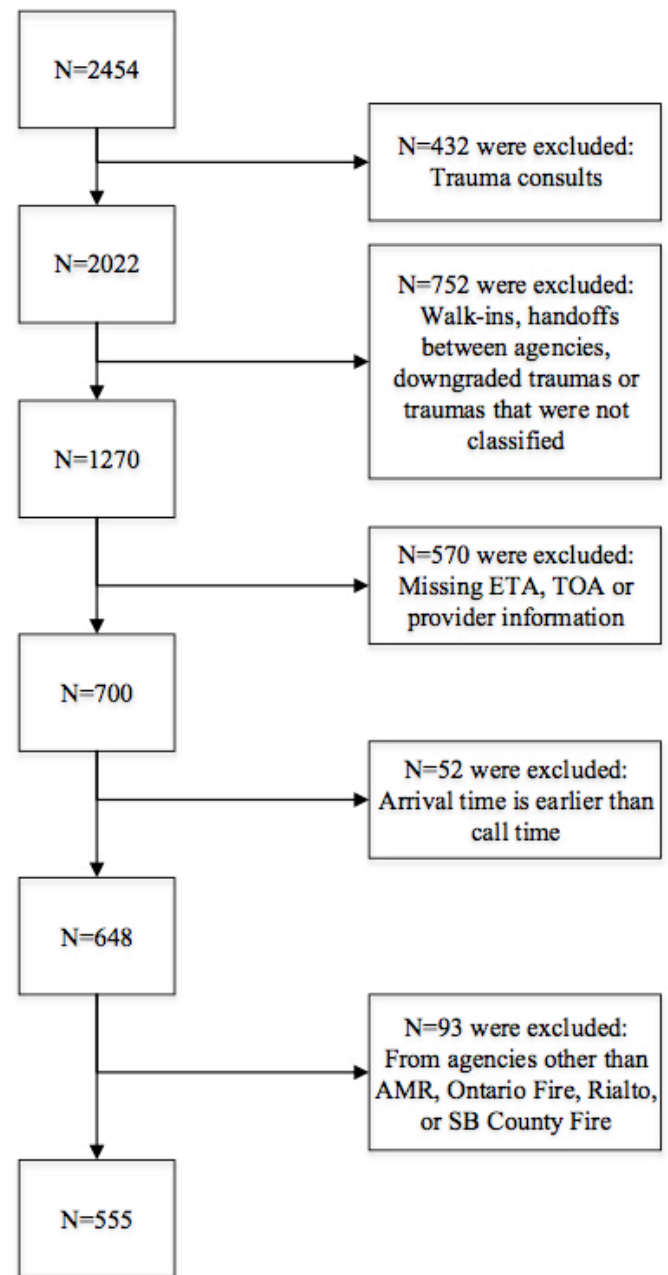 N=2454
N=432 were excluded:
Trauma consults
N=2022
N=752 were excluded:
Walk-ins, handoffs
between agencies,
downgraded traumas or
traumas that were not
classified
N=1270
N=570 were excluded:
Missing ETA, TOA or
provider information
N=700
N=52 were excluded:
Arrival time is earlier than
call time
N=648
N=93 were excluded:
From agencies other than
AMR, Ontario Fire, Rialto,
or SB County Fire
N=555